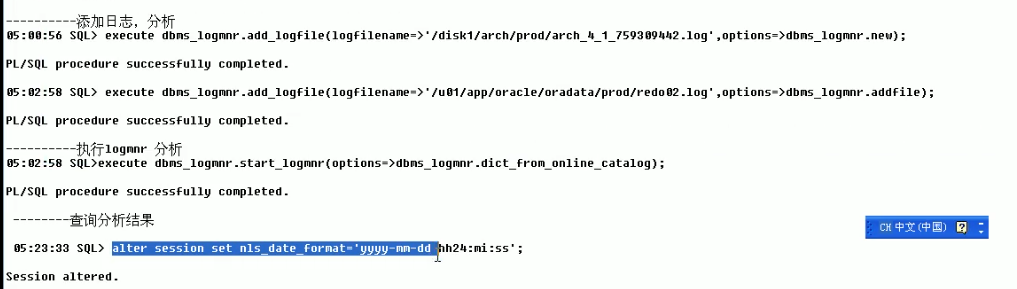 ----------添加日志，分析
05:00:56 SQL> execute dbms_logmnr.add_logfile(logfilename=>'/disk1/arch/prod/arch_4_1_759309442.log',options=>dbms_logmnr.new);
PL/SQL procedure successfully completed.
05:02:58 SQL> execute dbms_logmnr.add_logfile(logfilename=>'/u01/app/oracle/oradata/prod/redo02.log',options=>dbms_logmnr.addfile);
PL/SQL procedure successfully completed.
----------执行logmnr 分析
05:02:58 SQL>execute dbms_logmnr.start_logmnr(options=>dbms_logmnr.dict_from_online_catalog);
PL/SQL procedure successfully completed.
--------查询分析结果
CH 中文(中国)
05:23:33 SQL> alter session set nls_date_format='yyyy-mm-dd hh24:mi:ss';
Session altered.